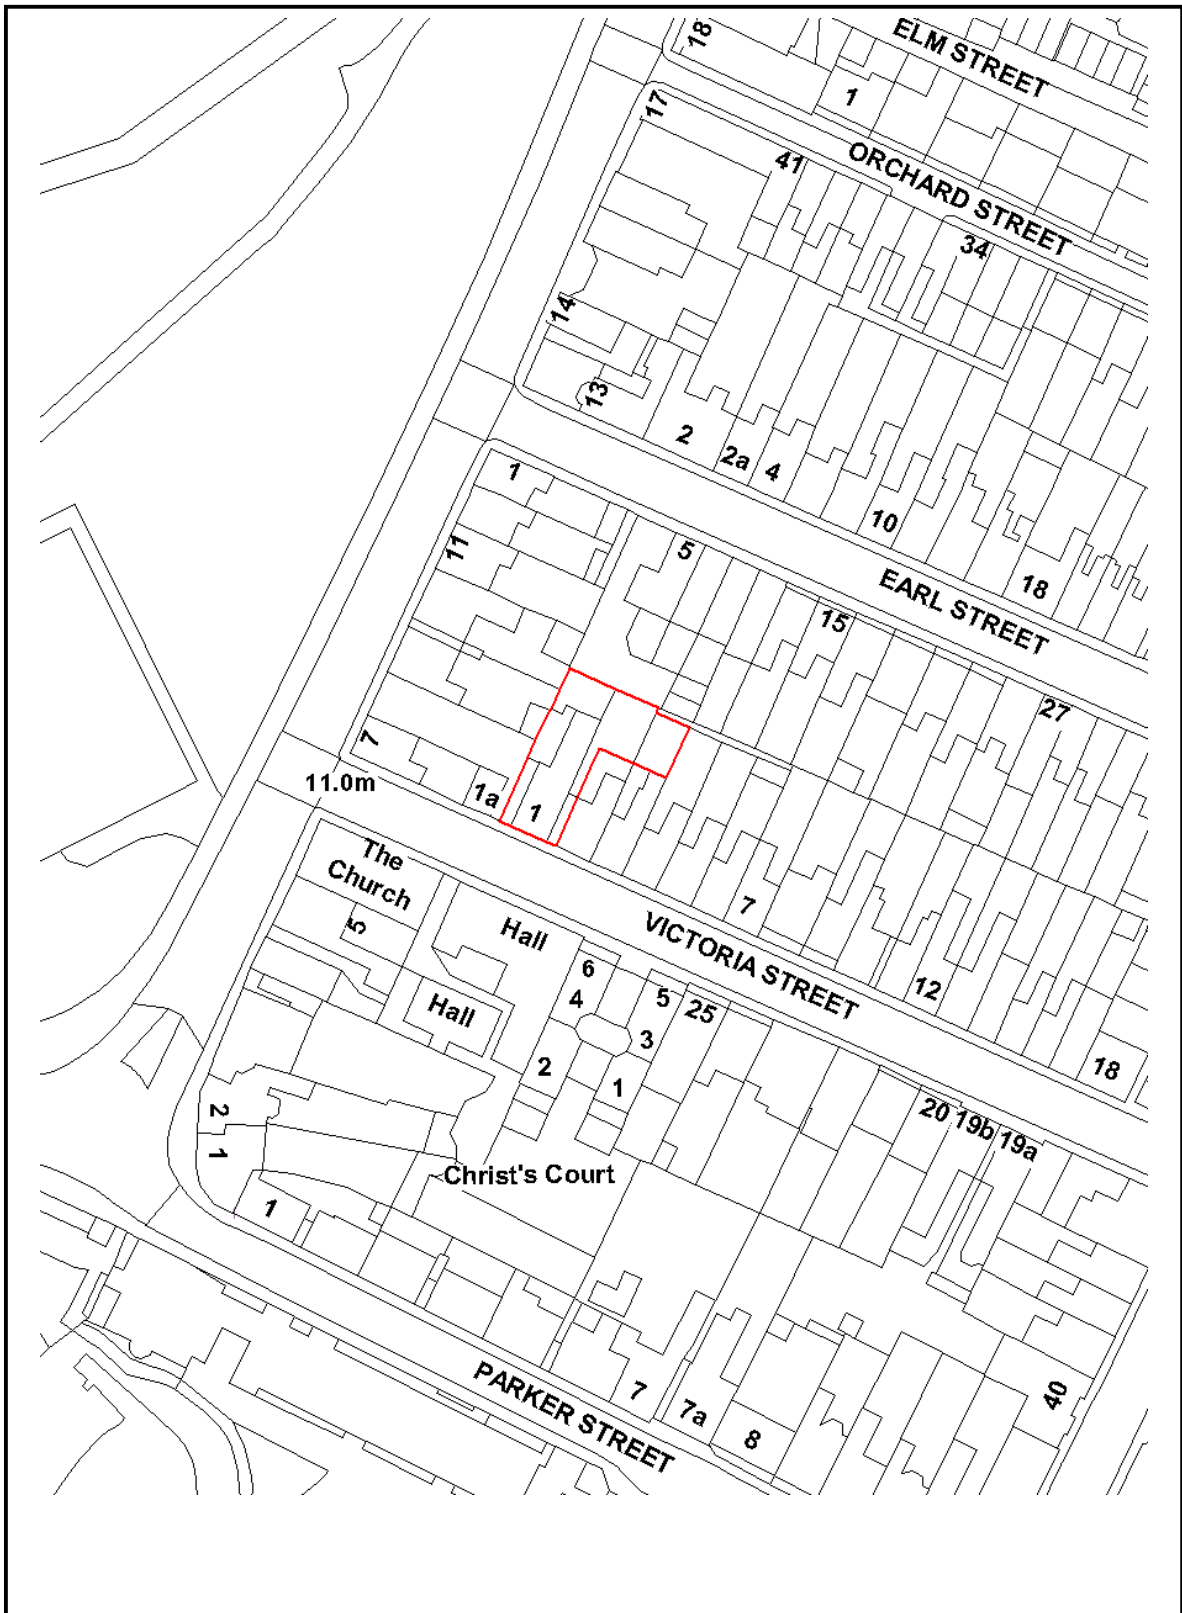 18
ELM STREET
1
17
ORCHARD STREET
41
34
14
13
2
2a
4
10
18
1
11
5
EARL STREET
15
27
7
11.0m
1a
1
7
VICTORIA STREET
12
18
The
Church
5
Hall
Hall
6
4
2
5
3
1
25
20
19b
19a
2
1
Christ's Court
1
PARKER STREET
7
7a
8
40